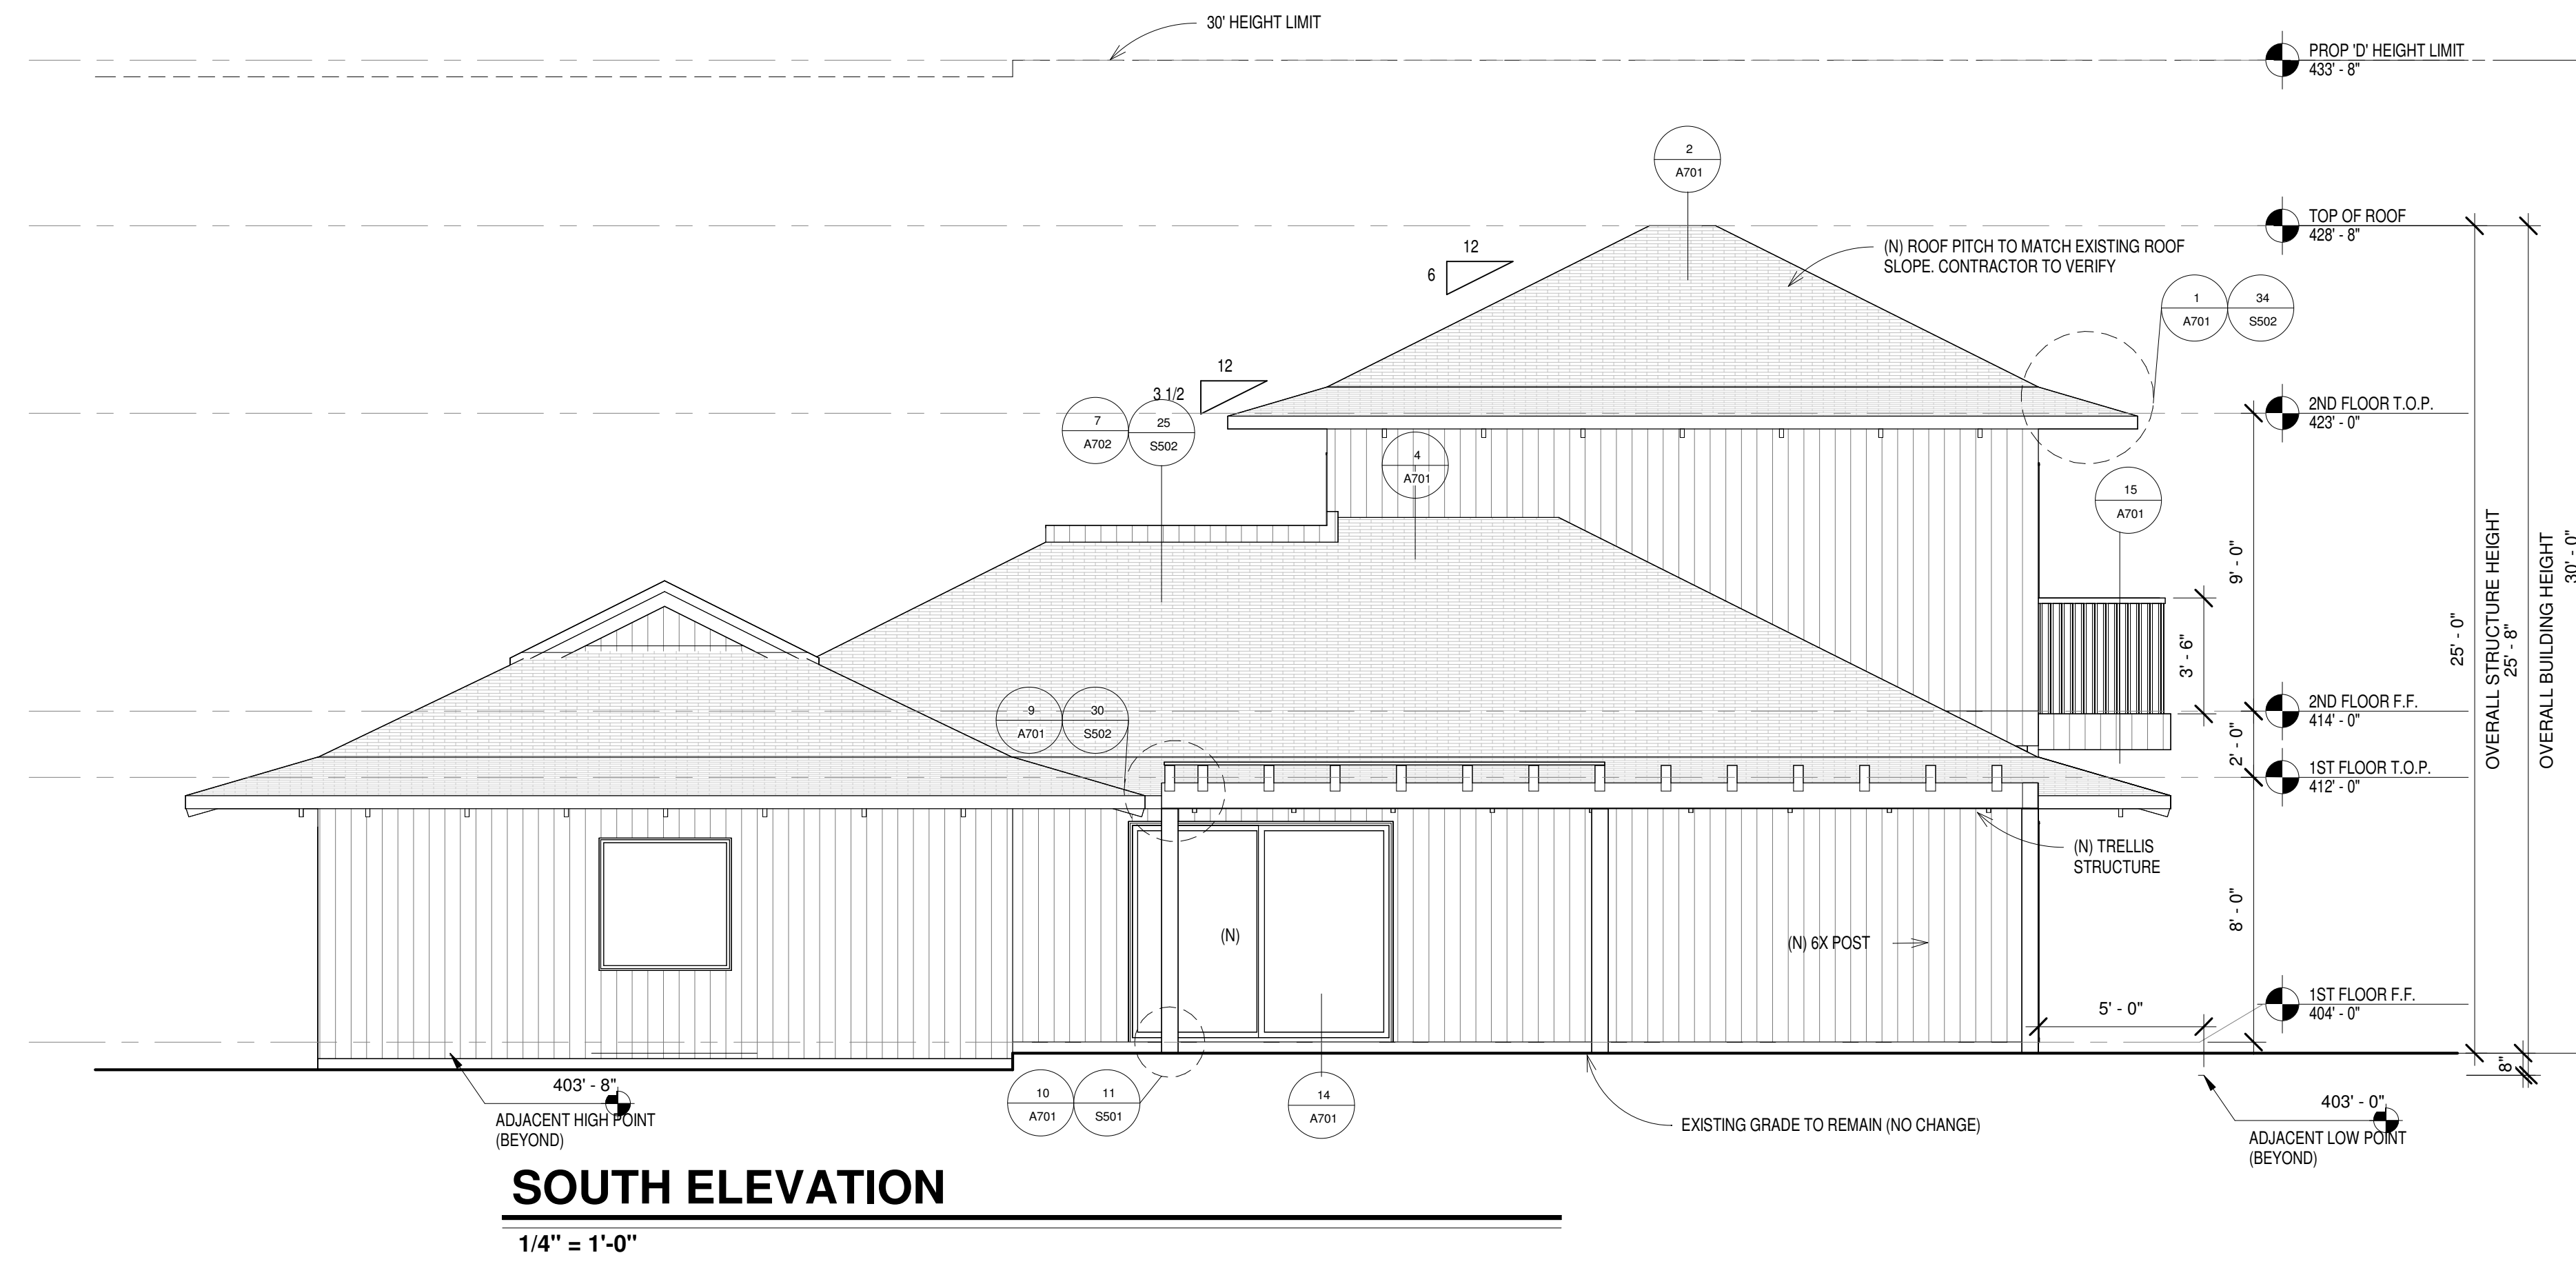 30' HEIGHT LIMIT
PROP 'D' HEIGHT LIMIT
433' - 8"
2
A701
TOP OF ROOF
428' - 8"
12
6
(N) ROOF PITCH TO MATCH EXISTING ROOF
SLOPE. CONTRACTOR TO VERIFY
1
A701
34
S502
12
3 1/2
7
A702
25
S502
2ND FLOOR T.O.P.
423' - 0"
4
A701
15
A701
9' - 0"
3' - 6"
25' - 0"
OVERALL STRUCTURE HEIGHT
25' - 8"
OVERALL BUILDING HEIGHT
30' - 0"
9
A701
30
S502
2ND FLOOR F.F.
414' - 0"
2' - 0"
1ST FLOOR T.O.P.
412' - 0"
(N) TRELLIS
STRUCTURE
8' - 0"
(N)
(N) 6X POST
5' - 0"
1ST FLOOR F.F.
404' - 0"
8"
403' - 8"
ADJACENT HIGH POINT
(BEYOND)
10
A701
11
S501
14
A701
EXISTING GRADE TO REMAIN (NO CHANGE)
403' - 0"
ADJACENT LOW POINT
(BEYOND)
SOUTH ELEVATION
1/4" = 1'-0"